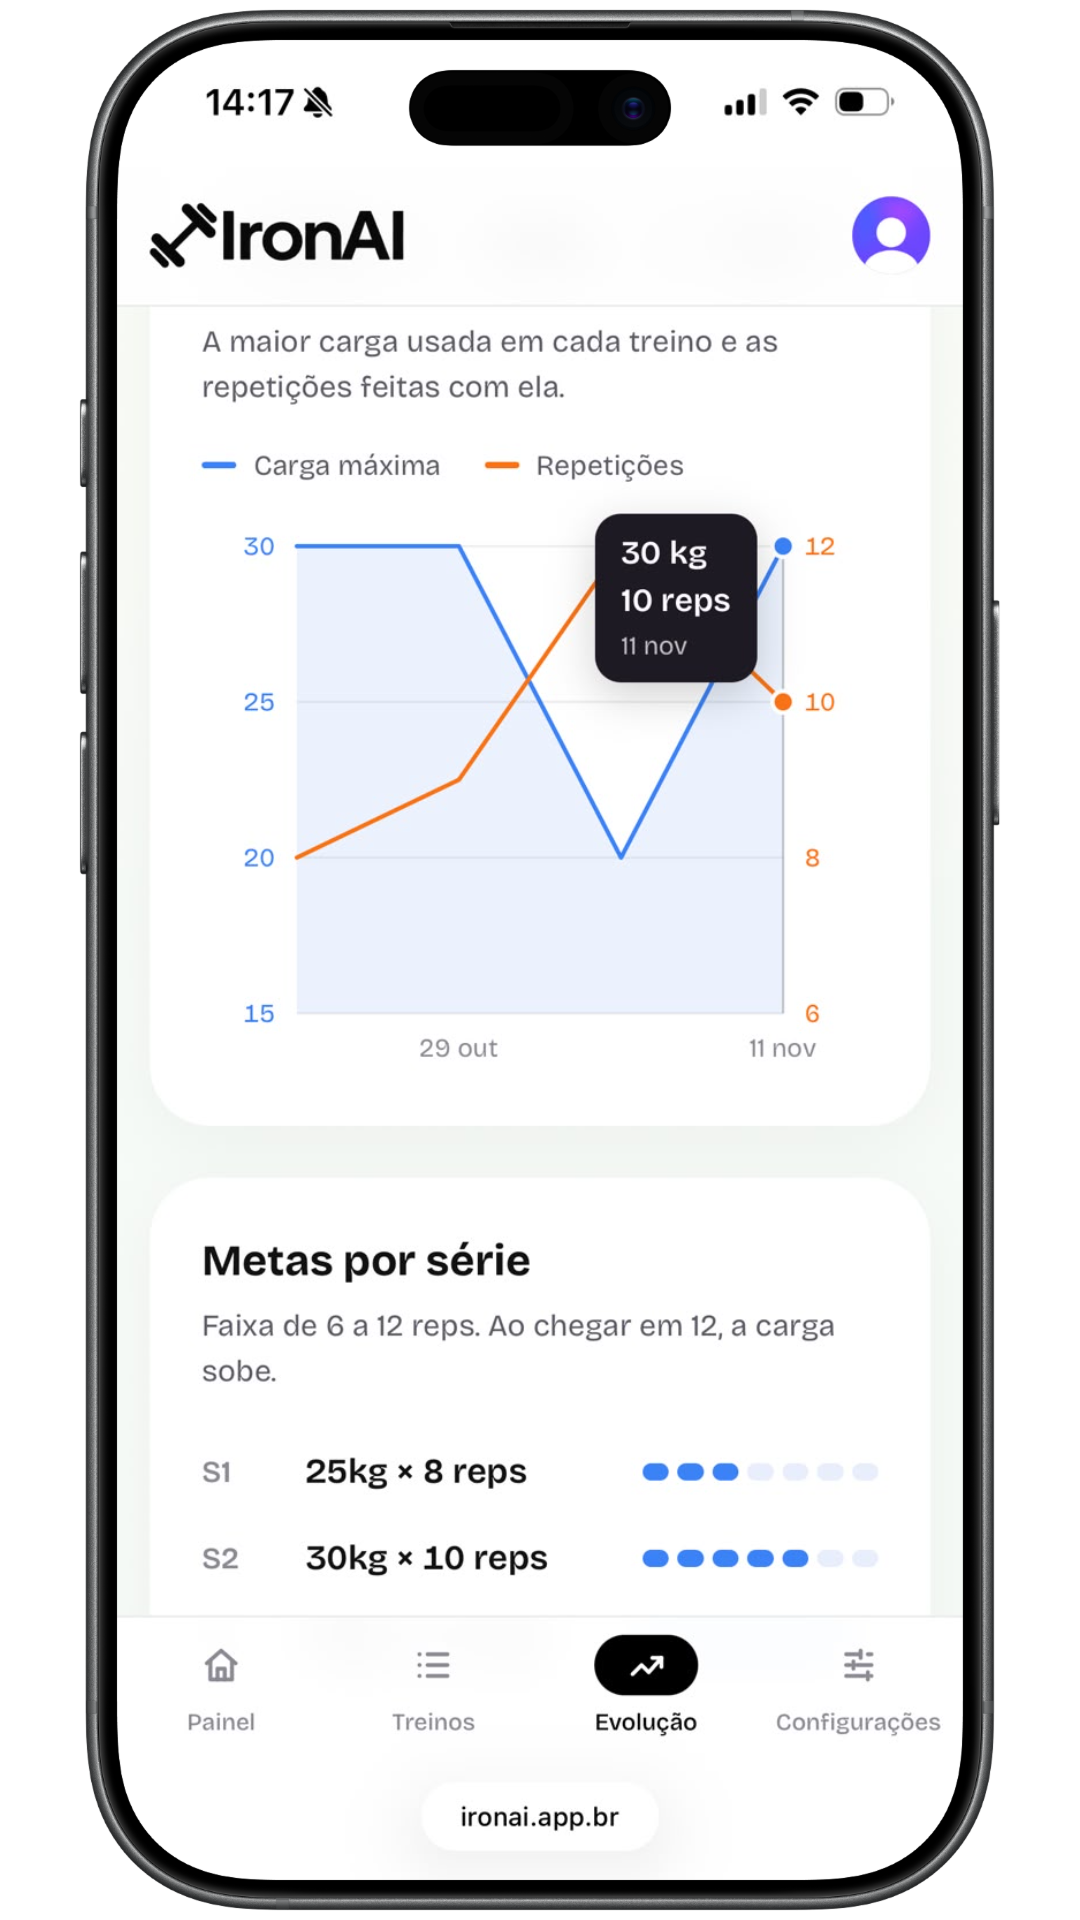 14:17
IronAI
A maior carga usada em cada treino e as
repetições feitas com ela.
Carga máxima Repetições
30 kg
10 reps
11 nov
30 12
25 10
20 8
15 6
29 out 11 nov
Metas por série
Faixa de 6 a 12 reps. Ao chegar em 12, a carga
sobe.
S1 25kg × 8 reps
S2 30kg × 10 reps
Painel Treinos Evolução Configurações
ironai.app.br